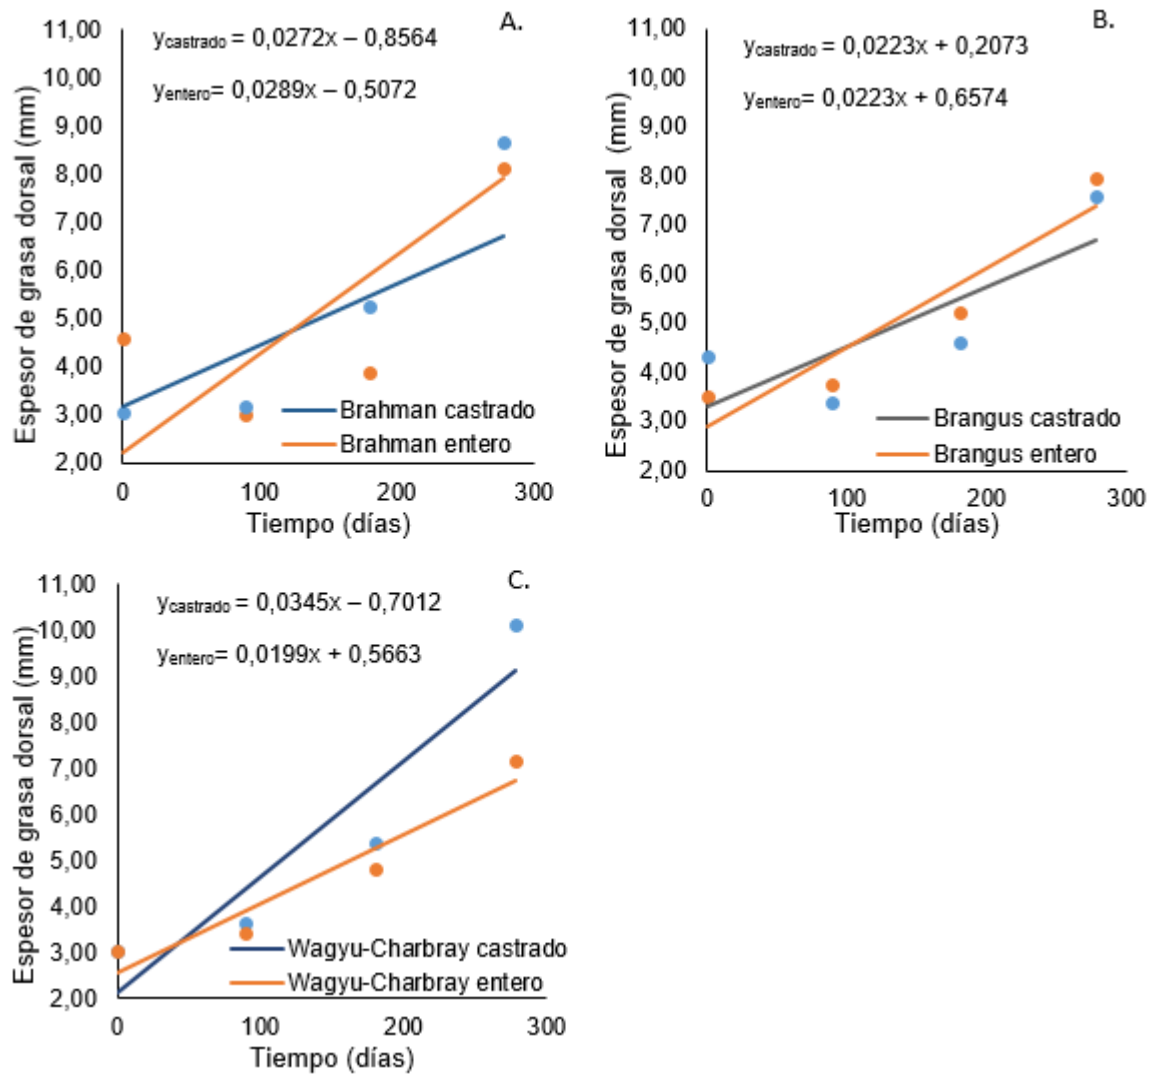 A.
ycastrado = 0,0272x – 0,8564
yentero= 0,0289x – 0,5072
11,00
10,00
9,00
8,00
7,00
6,00
5,00
4,00
3,00
2,00
Espesor de grasa dorsal (mm)
Brahman castrado
Brahman entero
0 100 200 300
Tiempo (días)
B.
ycastrado = 0,0223x + 0,2073
yentero= 0,0223x + 0,6574
11,00
10,00
9,00
8,00
7,00
6,00
5,00
4,00
3,00
2,00
Espesor de grasa dorsal (mm)
Brangus castrado
Brangus entero
0 100 200 300
Tiempo (días)
C.
ycastrado = 0,0345x – 0,7012
yentero= 0,0199x + 0,5663
11,00
10,00
9,00
8,00
7,00
6,00
5,00
4,00
3,00
2,00
Espesor de grasa dorsal (mm)
Wagyu-Charbray castrado
Wagyu-Charbray entero
0 100 200 300
Tiempo (días)